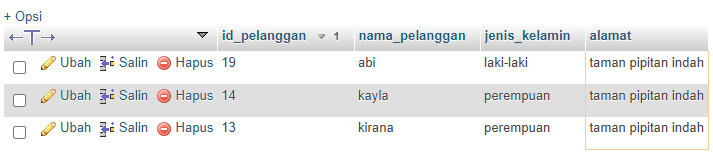 + Opsi
←T→ id_pelanggan 1 nama_pelanggan jenis_kelamin alamat
Ubah Salin Hapus 19 abi laki-laki taman pipitan indah
Ubah Salin Hapus 14 kayla perempuan taman pipitan indah
Ubah Salin Hapus 13 kirana perempuan taman pipitan indah